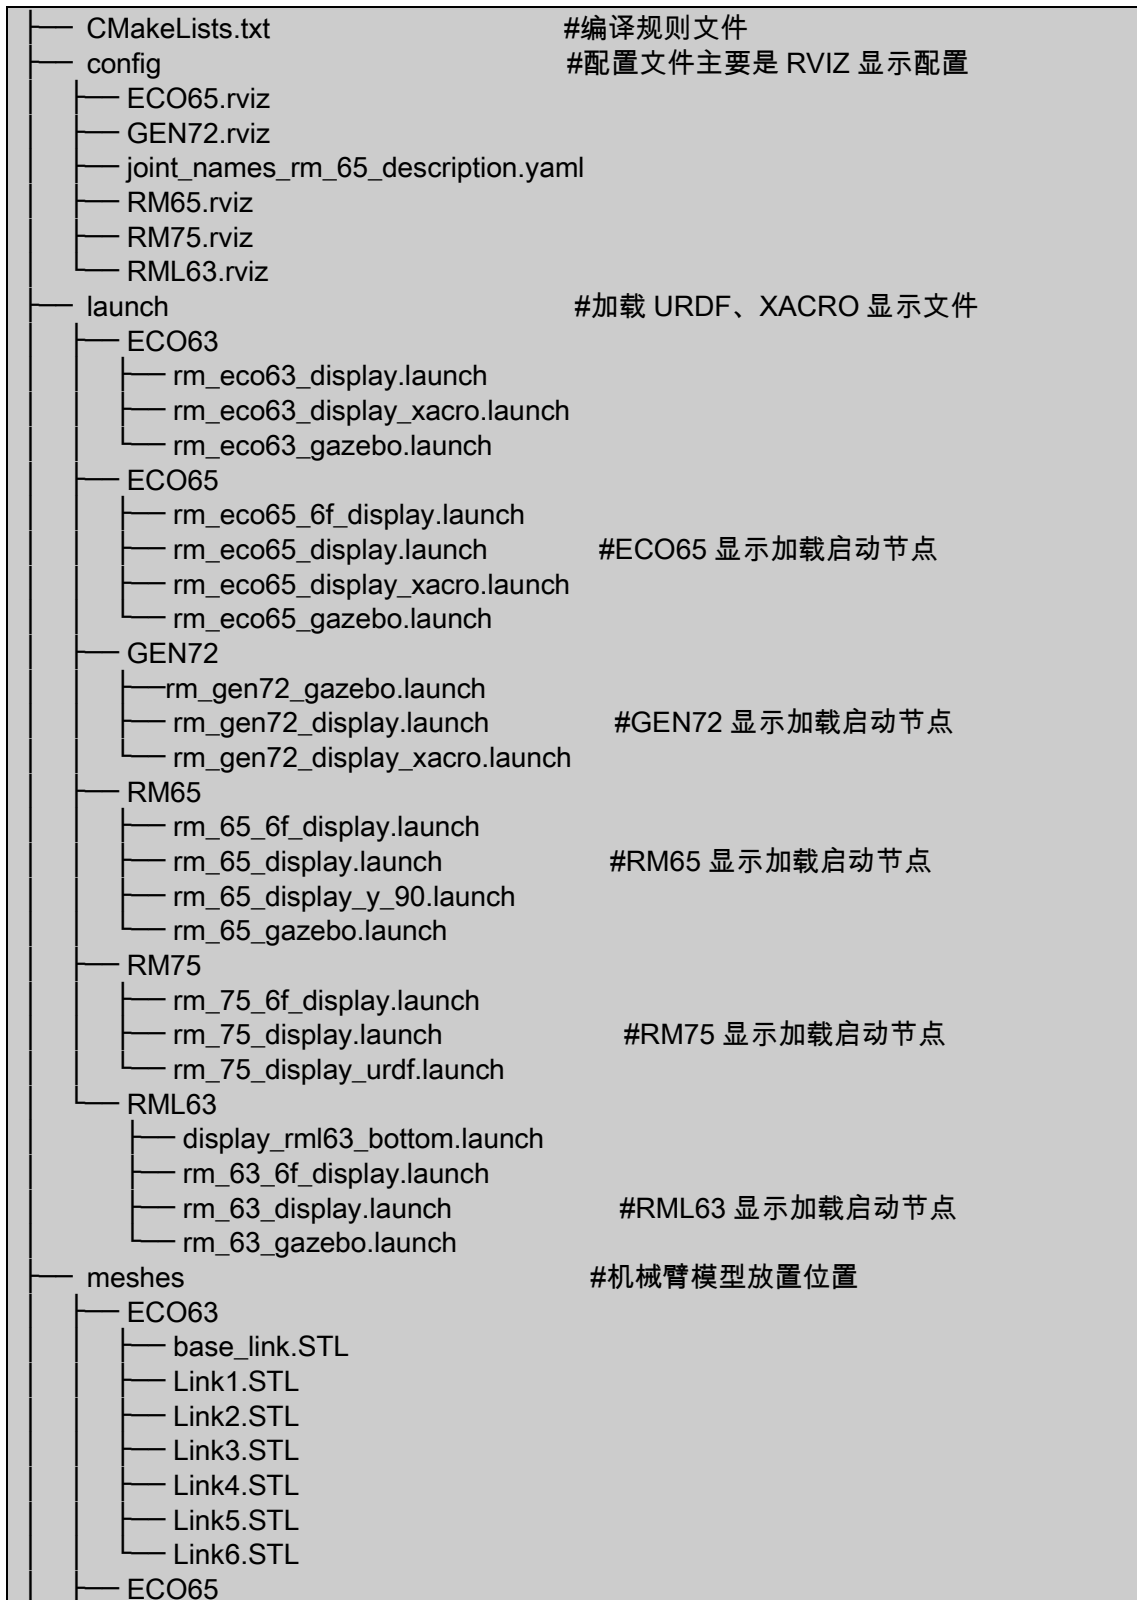 ├── CMakeLists.txt #编译规则文件
├── config #配置文件主要是 RVIZ 显示配置
│ ├── ECO65.rviz
│ ├── GEN72.rviz
│ ├── joint_names_rm_65_description.yaml
│ ├── RM65.rviz
│ ├── RM75.rviz
│ └── RML63.rviz
├── launch #加载 URDF、XACRO 显示文件
│ ├── ECO63
│ │ ├── rm_eco63_display.launch
│ │ ├── rm_eco63_display_xacro.launch
│ │ └── rm_eco63_gazebo.launch
│ ├── ECO65
│ │ ├── rm_eco65_6f_display.launch
│ │ ├── rm_eco65_display.launch #ECO65 显示加载启动节点
│ │ ├── rm_eco65_display_xacro.launch
│ │ └── rm_eco65_gazebo.launch
│ ├── GEN72
│ │ ├──rm_gen72_gazebo.launch
│ │ ├── rm_gen72_display.launch #GEN72 显示加载启动节点
│ │ └── rm_gen72_display_xacro.launch
│ ├── RM65
│ │ ├── rm_65_6f_display.launch
│ │ ├── rm_65_display.launch #RM65 显示加载启动节点
│ │ ├── rm_65_display_y_90.launch
│ │ └── rm_65_gazebo.launch
│ ├── RM75
│ │ ├── rm_75_6f_display.launch
│ │ ├── rm_75_display.launch #RM75 显示加载启动节点
│ │ └── rm_75_display_urdf.launch
│ └── RML63
│ ├── display_rml63_bottom.launch
│ ├── rm_63_6f_display.launch
│ ├── rm_63_display.launch #RML63 显示加载启动节点
│ └── rm_63_gazebo.launch
├── meshes #机械臂模型放置位置
│ ├── ECO63
│ │ ├── base_link.STL
│ │ ├── Link1.STL
│ │ ├── Link2.STL
│ │ ├── Link3.STL
│ │ ├── Link4.STL
│ │ ├── Link5.STL
│ │ └── Link6.STL
│ ├── ECO65